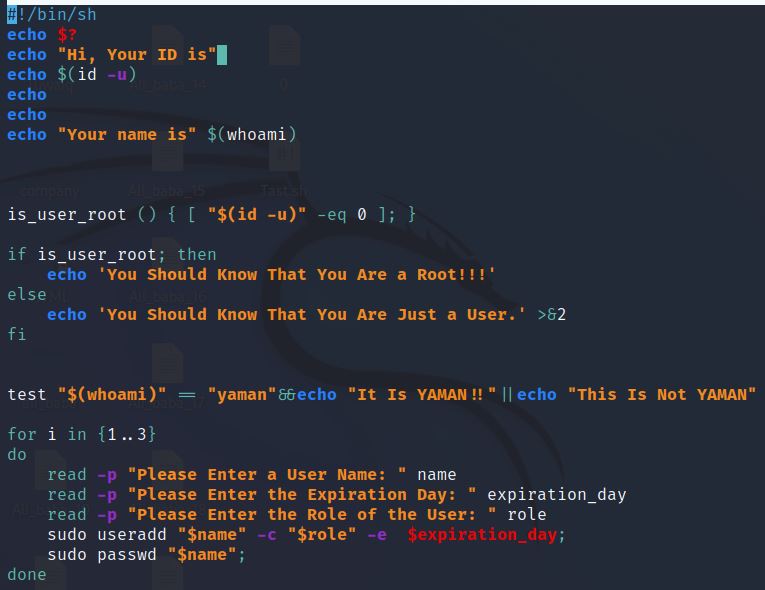 #!/bin/sh
echo $?
echo "Hi, Your ID is"
echo $(id -u)
echo
echo
echo "Your name is" $(whoami)
is_user_root () { [ "$(id -u)" -eq 0 ]; }
if is_user_root; then
    echo 'You Should Know That You Are a Root!!!'
else
    echo 'You Should Know That You Are Just a User.' >&2
fi
test "$(whoami)" == "yaman"&&echo "It Is YAMAN!!"||echo "This Is Not YAMAN"
for i in {1..3}
do
    read -p "Please Enter a User Name: " name
    read -p "Please Enter the Expiration Day: " expiration_day
    read -p "Please Enter the Role of the User: " role
    sudo useradd "$name" -c "$role" -e  $expiration_day;
    sudo passwd "$name";
done